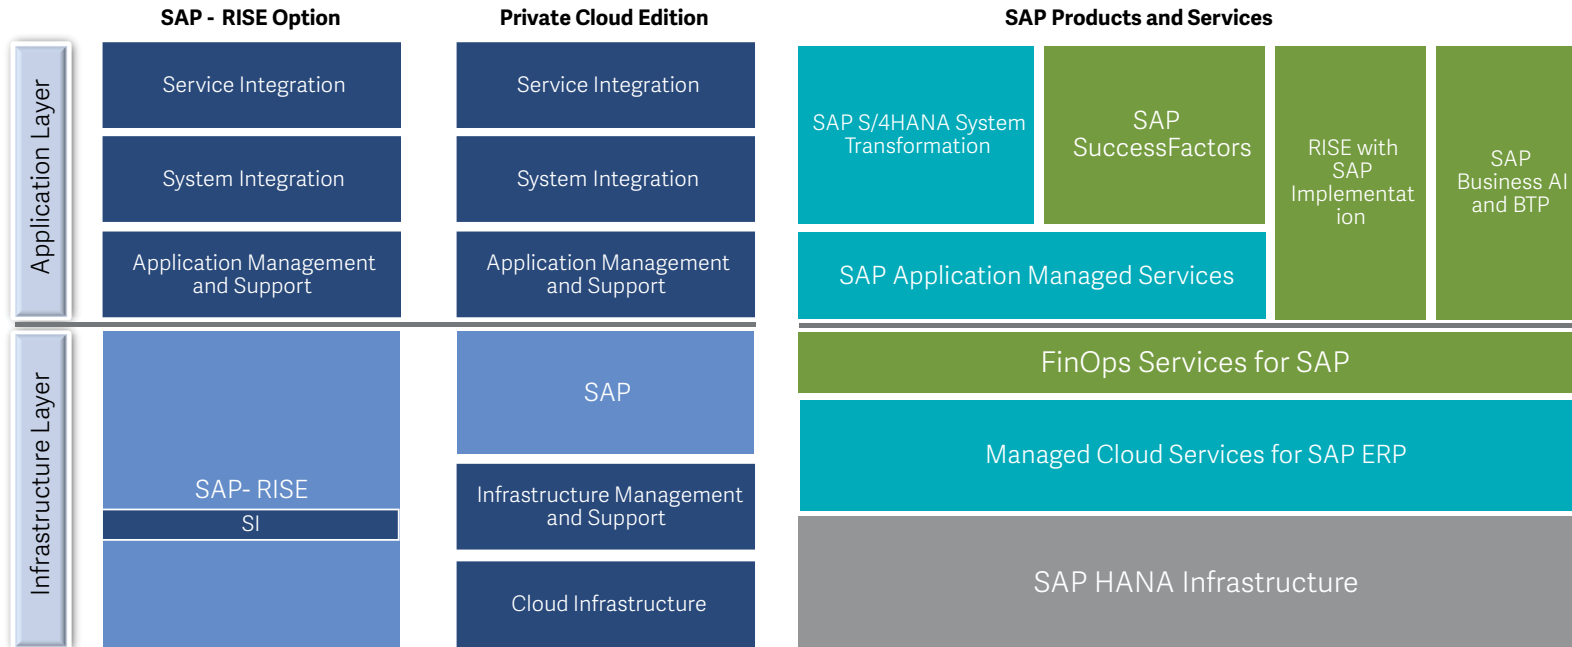 SAP - RISE Option
Private Cloud Edition
SAP Products and Services
Application Layer
Service Integration
System Integration
Application Management
and Support
Service Integration
System Integration
Application Management
and Support
SAP S/4HANA System
Transformation
SAP
SuccessFactors
RISE with
SAP
Implementat
ion
SAP
Business AI
and BTP
SAP Application Managed Services
Infrastructure Layer
SAP- RISE
SI
SAP
Infrastructure Management
and Support
Cloud Infrastructure
FinOps Services for SAP
Managed Cloud Services for SAP ERP
SAP HANA Infrastructure